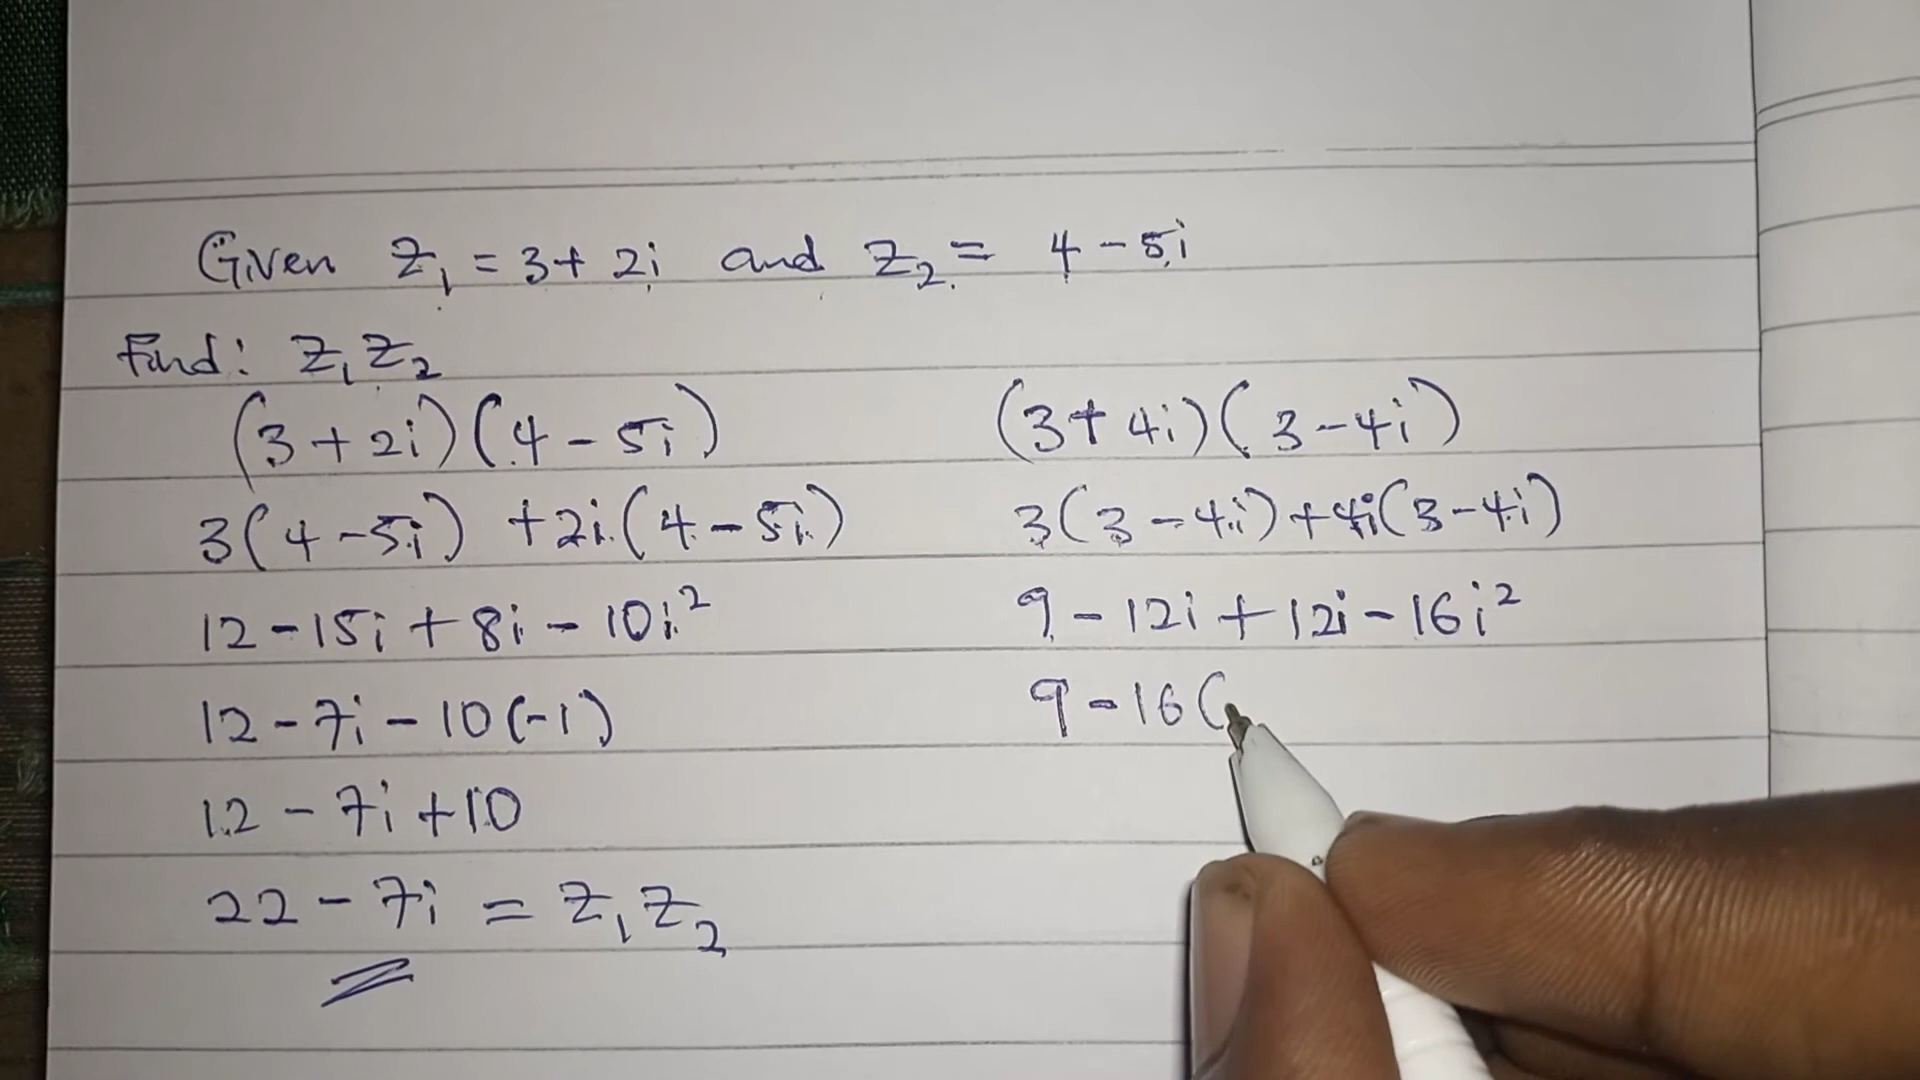 Given Z₁ = 3 + 2i and Z₂ = 4 - 5i
Find: Z₁Z₂
(3 + 2i)(4 - 5i)
3(4 - 5i) + 2i(4 - 5i)
12 - 15i + 8i - 10i²
12 - 7i - 10(-1)
12 - 7i + 10
22 - 7i = Z₁Z₂
(3 + 4i)(3 - 4i)
3(3 - 4i) + 4i(3 - 4i)
9 - 12i + 12i - 16i²
9 - 16(